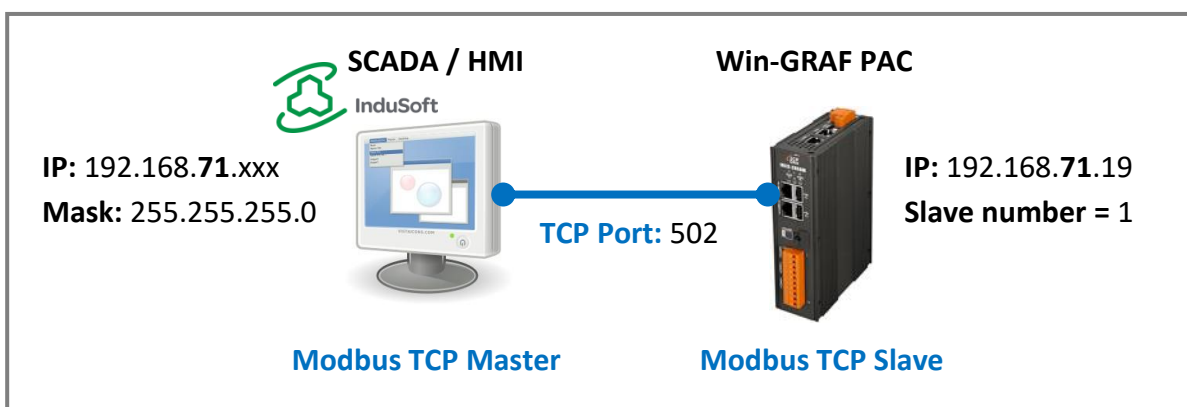 SCADA / HMI
Win-GRAF PAC
InduSoft
IP: 192.168.71.xxx
Mask: 255.255.255.0
IP: 192.168.71.19
Slave number = 1
TCP Port: 502
Modbus TCP Master
Modbus TCP Slave